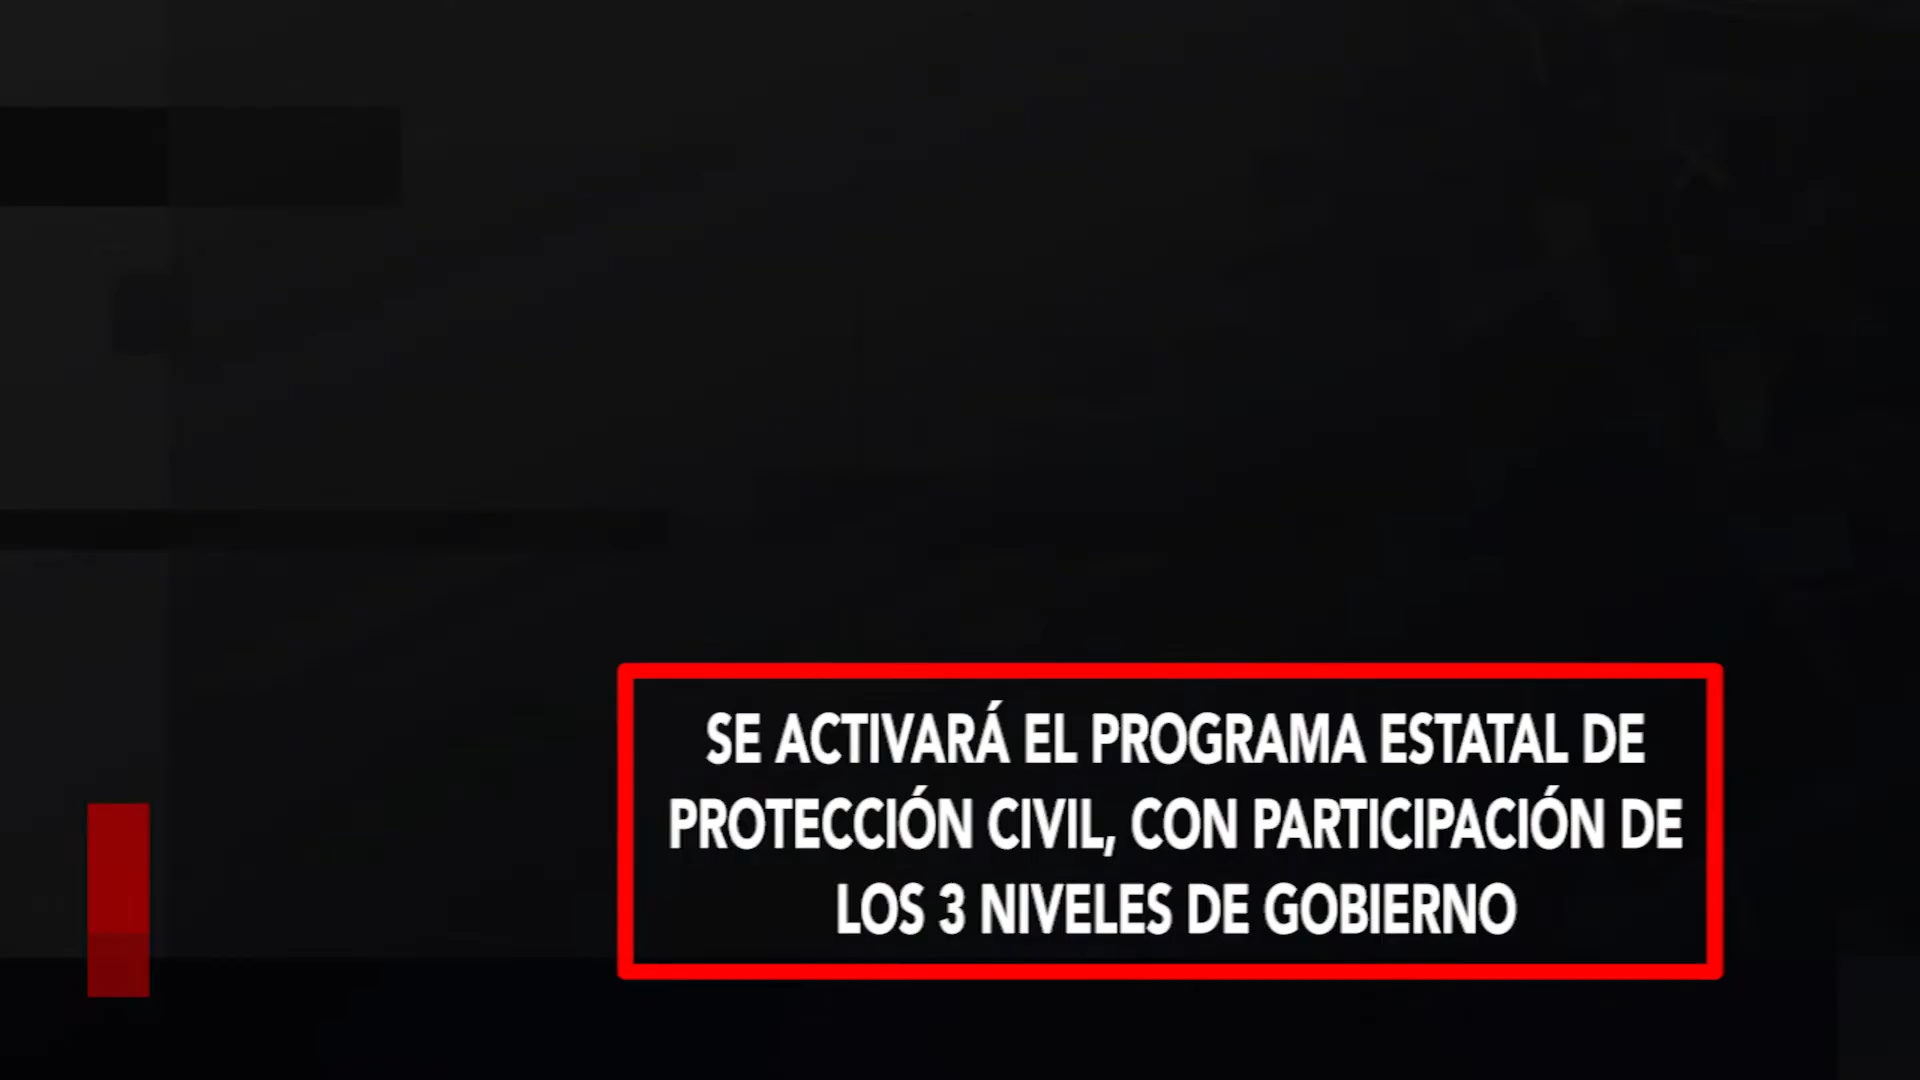 SE ACTIVARÁ EL PROGRAMA ESTATAL DE
PROTECCIÓN CIVIL, CON PARTICIPACIÓN DE
LOS 3 NIVELES DE GOBIERNO